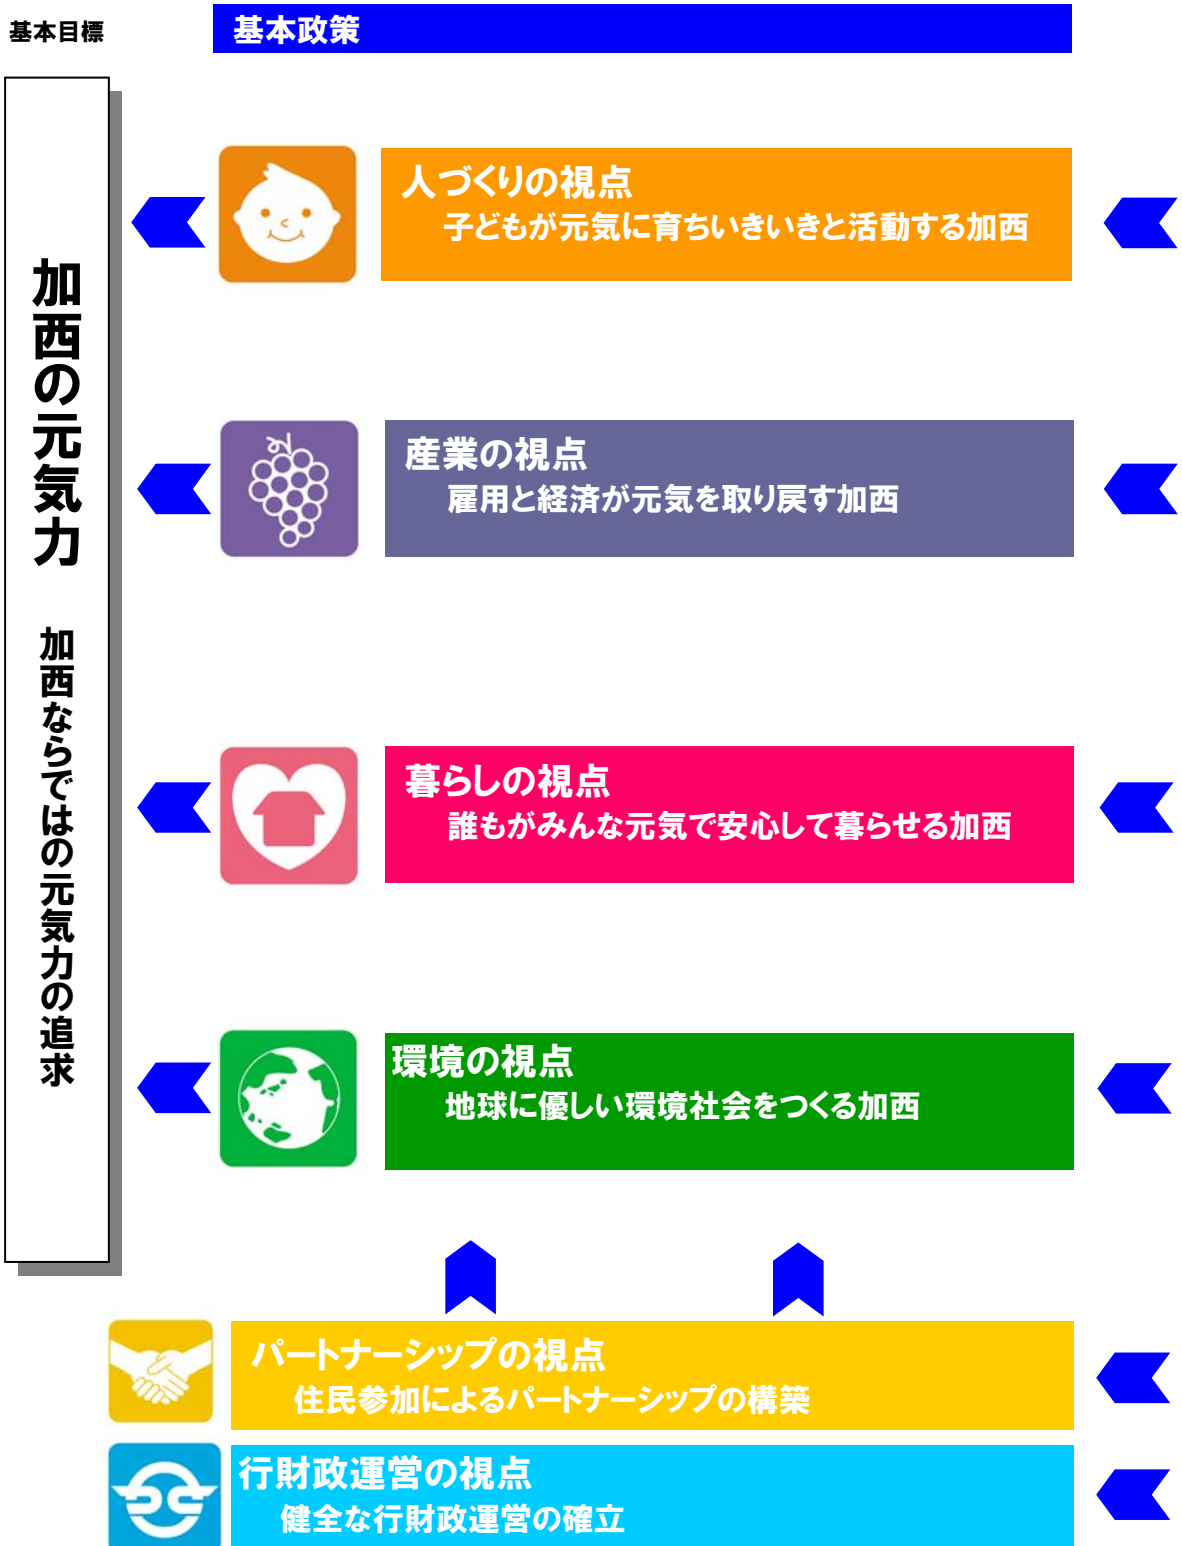 基本目標
基本政策
加西の元気力 加西ならではの元気力の追求
人づくりの視点
子どもが元気に育ちいきいきと活動する加西
産業の視点
雇用と経済が元気を取り戻す加西
暮らしの視点
誰もがみんな元気で安心して暮らせる加西
環境の視点
地球に優しい環境社会をつくる加西
パートナーシップの視点
住民参加によるパートナーシップの構築
行財政運営の視点
健全な行財政運営の確立